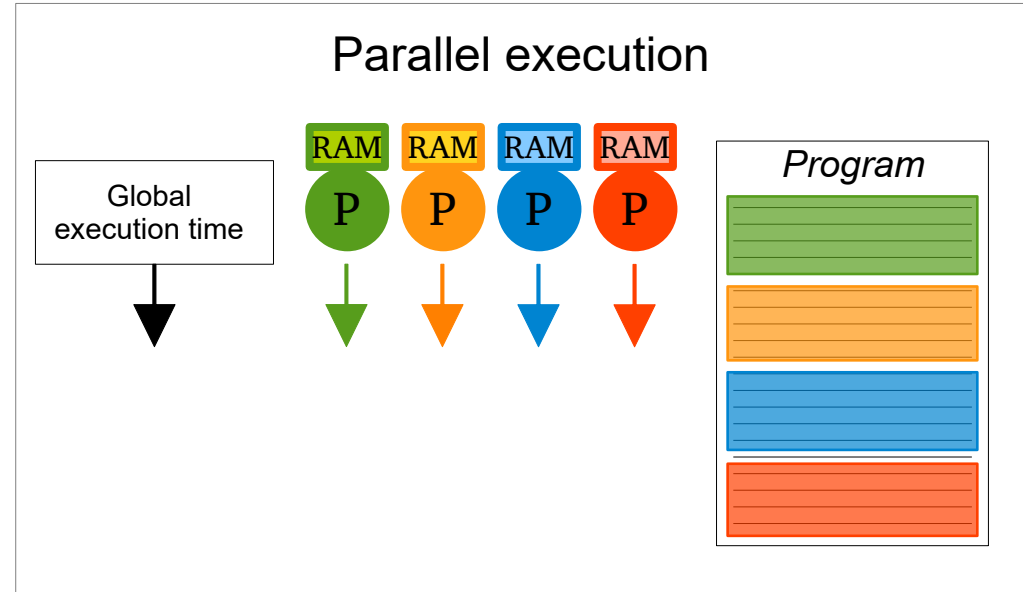 Parallel execution
RAM RAM RAM RAM
Program
Global
execution time
P P P P